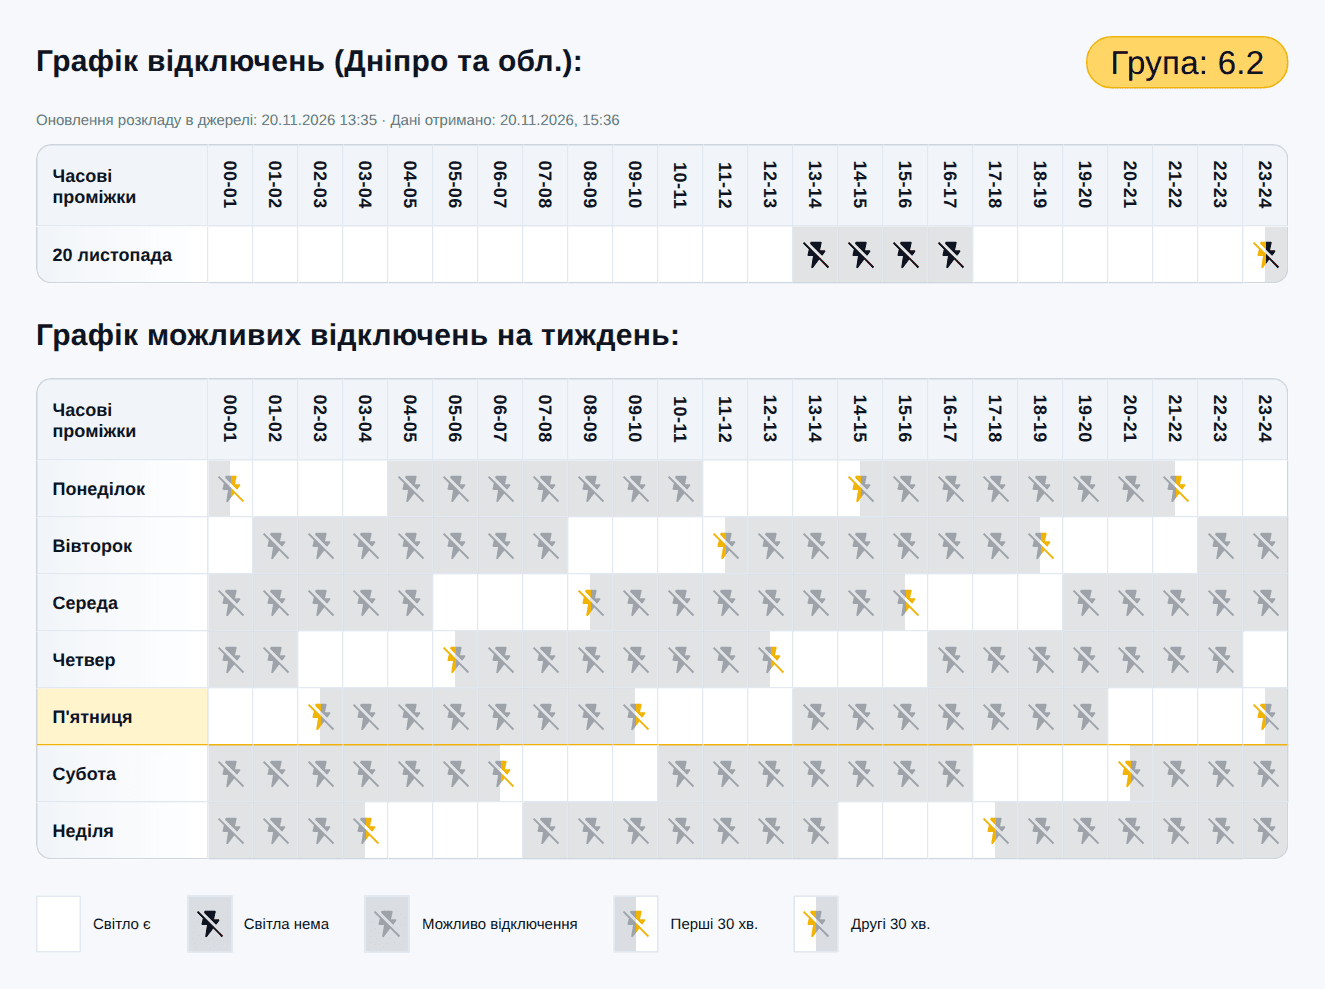 Графік відключень (Дніпро та обл.):
Група: 6.2
Оновлення розкладу в джерелі: 20.11.2026 13:35 · Дані отримано: 20.11.2026, 15:36
Часові проміжки 00-01 01-02 02-03 03-04 04-05 05-06 06-07 07-08 08-09 09-10 10-11 11-12 12-13 13-14 14-15 15-16 16-17 17-18 18-19 19-20 20-21 21-22 22-23 23-24
20 листопада
Графік можливих відключень на тиждень:
Часові проміжки 00-01 01-02 02-03 03-04 04-05 05-06 06-07 07-08 08-09 09-10 10-11 11-12 12-13 13-14 14-15 15-16 16-17 17-18 18-19 19-20 20-21 21-22 22-23 23-24
Понеділок
Вівторок
Середа
Четвер
П'ятниця
Субота
Неділя
Світло є Світла нема Можливо відключення Перші 30 хв. Другі 30 хв.